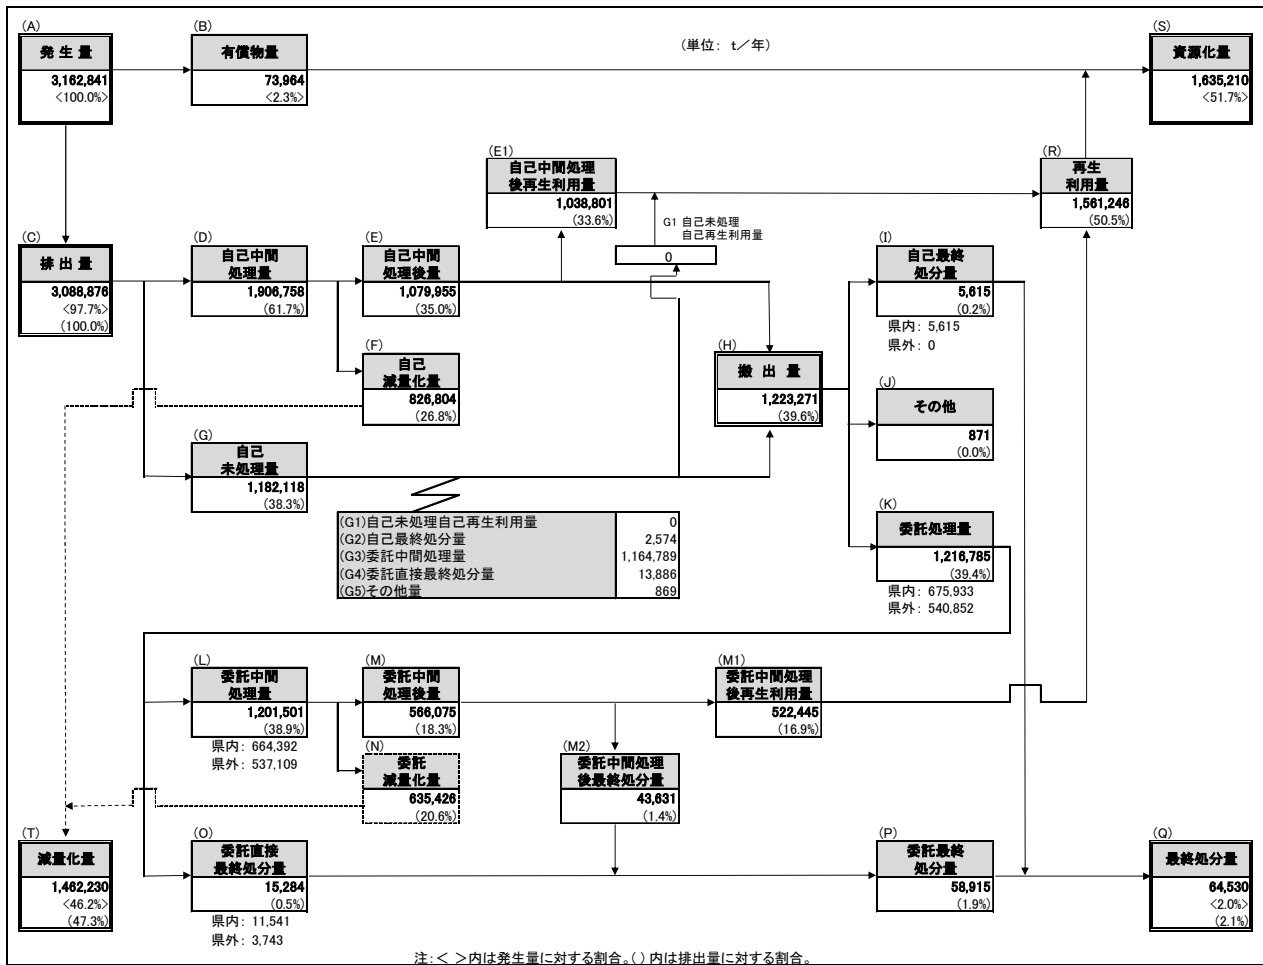 (A)
発 生 量
3,162,841
<100.0%>
(B)
有償物量
73,964
<2.3%>
(単位: t/年)
(S)
資源化量
1,635,210
<51.7%>
(E1)
自己中間処理
後再生利用量
1,038,801
(33.6%)
(R)
再生
利用量
1,561,246
(50.5%)
G1 自己未処理
自己再生利用量
0
(C)
排 出 量
3,088,876
<97.7%>
(100.0%)
(D)
自己中間
処理量
1,906,758
(61.7%)
(E)
自己中間
処理後量
1,079,955
(35.0%)
(I)
自己最終
処分量
5,615
(0.2%)
県内: 5,615
県外: 0
(F)
自己
減量化量
826,804
(26.8%)
(H)
搬 出 量
1,223,271
(39.6%)
(J)
その他
871
(0.0%)
(G)
自己
未処理量
1,182,118
(38.3%)
(G1)自己未処理自己再生利用量 0
(G2)自己最終処分量 2,574
(G3)委託中間処理量 1,164,789
(G4)委託直接最終処分量 13,886
(G5)その他量 869
(K)
委託処理量
1,216,785
(39.4%)
県内: 675,933
県外: 540,852
(L)
委託中間
処理量
1,201,501
(38.9%)
県内: 664,392
県外: 537,109
(M)
委託中間
処理後量
566,075
(18.3%)
(M1)
委託中間処理
後再生利用量
522,445
(16.9%)
(N)
委託
減量化量
635,426
(20.6%)
(M2)
委託中間処理
後最終処分量
43,631
(1.4%)
(T)
減量化量
1,462,230
<46.2%>
(47.3%)
(O)
委託直接
最終処分量
15,284
(0.5%)
県内: 11,541
県外: 3,743
(P)
委託最終
処分量
58,915
(1.9%)
(Q)
最終処分量
64,530
<2.0%>
(2.1%)
注:< >内は発生量に対する割合。( )内は排出量に対する割合。